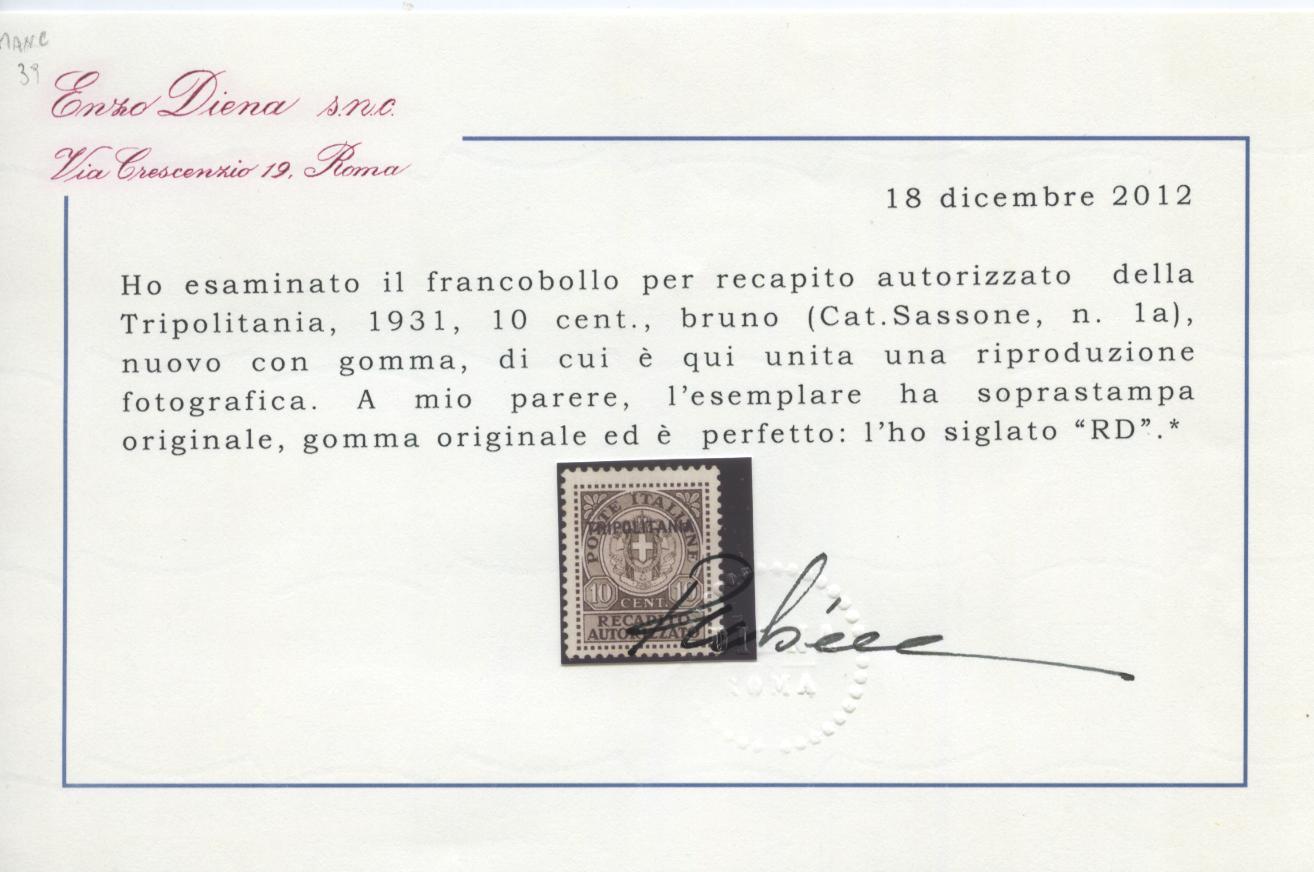 39
Enzo Diena s.n.c.
Via Crescenzio 19, Roma
18 dicembre 2012
Ho esaminato il francobollo per recapito autorizzato della
Tripolitania, 1931, 10 cent., bruno (Cat.Sassone, n. 1a),
nuovo con gomma, di cui è qui unita una riproduzione
fotografica. A mio parere, l'esemplare ha soprastampa
originale, gomma originale ed è perfetto: l'ho siglato “RD”.*
POSTE ITALIANE
TRIPOLITANIA
10 10
CENT.
RECAPITO
AUTORIZZATO